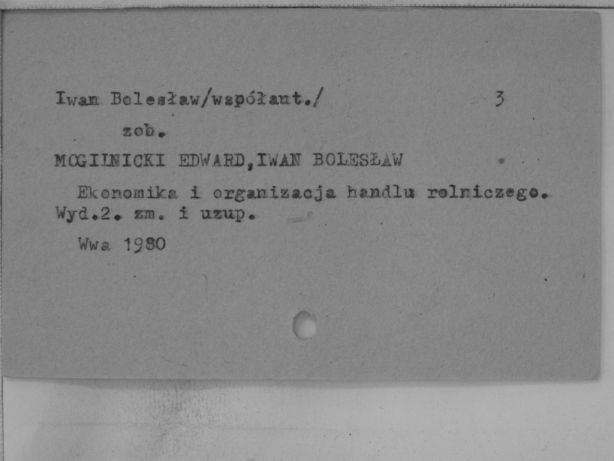 Iwan Bolesław/współaut./ 3
zob.
MOGILNICKI EDWARD,IWAN BOLESŁAW
Ekonomika i organizacja handlu rolniczego.
Wyd.2. zm. i uzup.
Wwa 1980